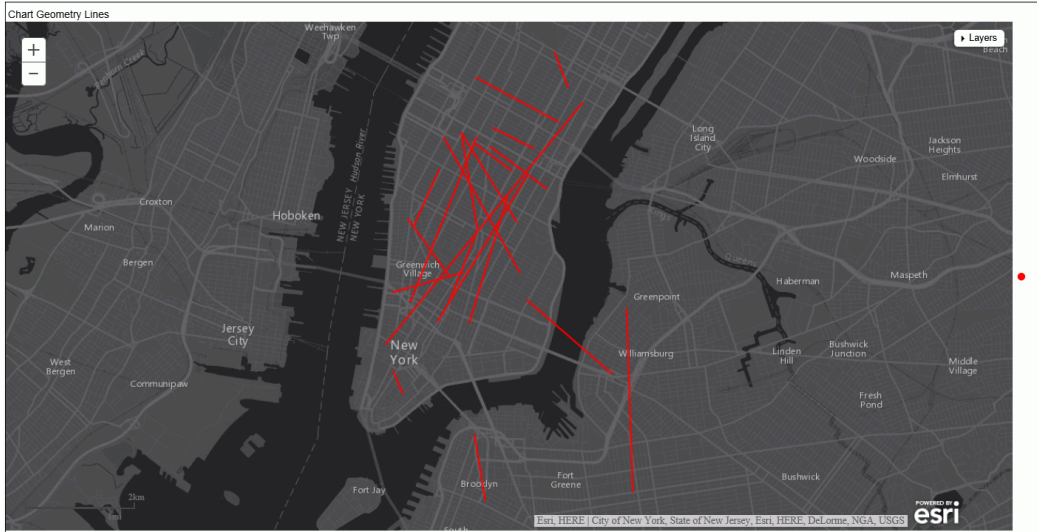 Chart Geometry Lines
Weehawken
Twp
+
−
Layers
Beach
Long
Island
City
Jackson
Heights
Woodside
Elmhurst
Hudson River
NEW JERSEY
NEW YORK
Croxton
Hoboken
Marion
Bergen
Greenwich
Village
Queens
Maspeth
Haberman
Greenpoint
Jersey
City
New
York
Williamsburg
Linden
Hill
Bushwick
Junction
Middle
Village
West
Bergen
Communipaw
Fresh
Pond
Fort Jay
Brooklyn
Fort
Greene
Bushwick
2km
South
Esri, HERE | City of New York, State of New Jersey, Esri, HERE, DeLorme, NGA, USGS
POWERED BY
esri